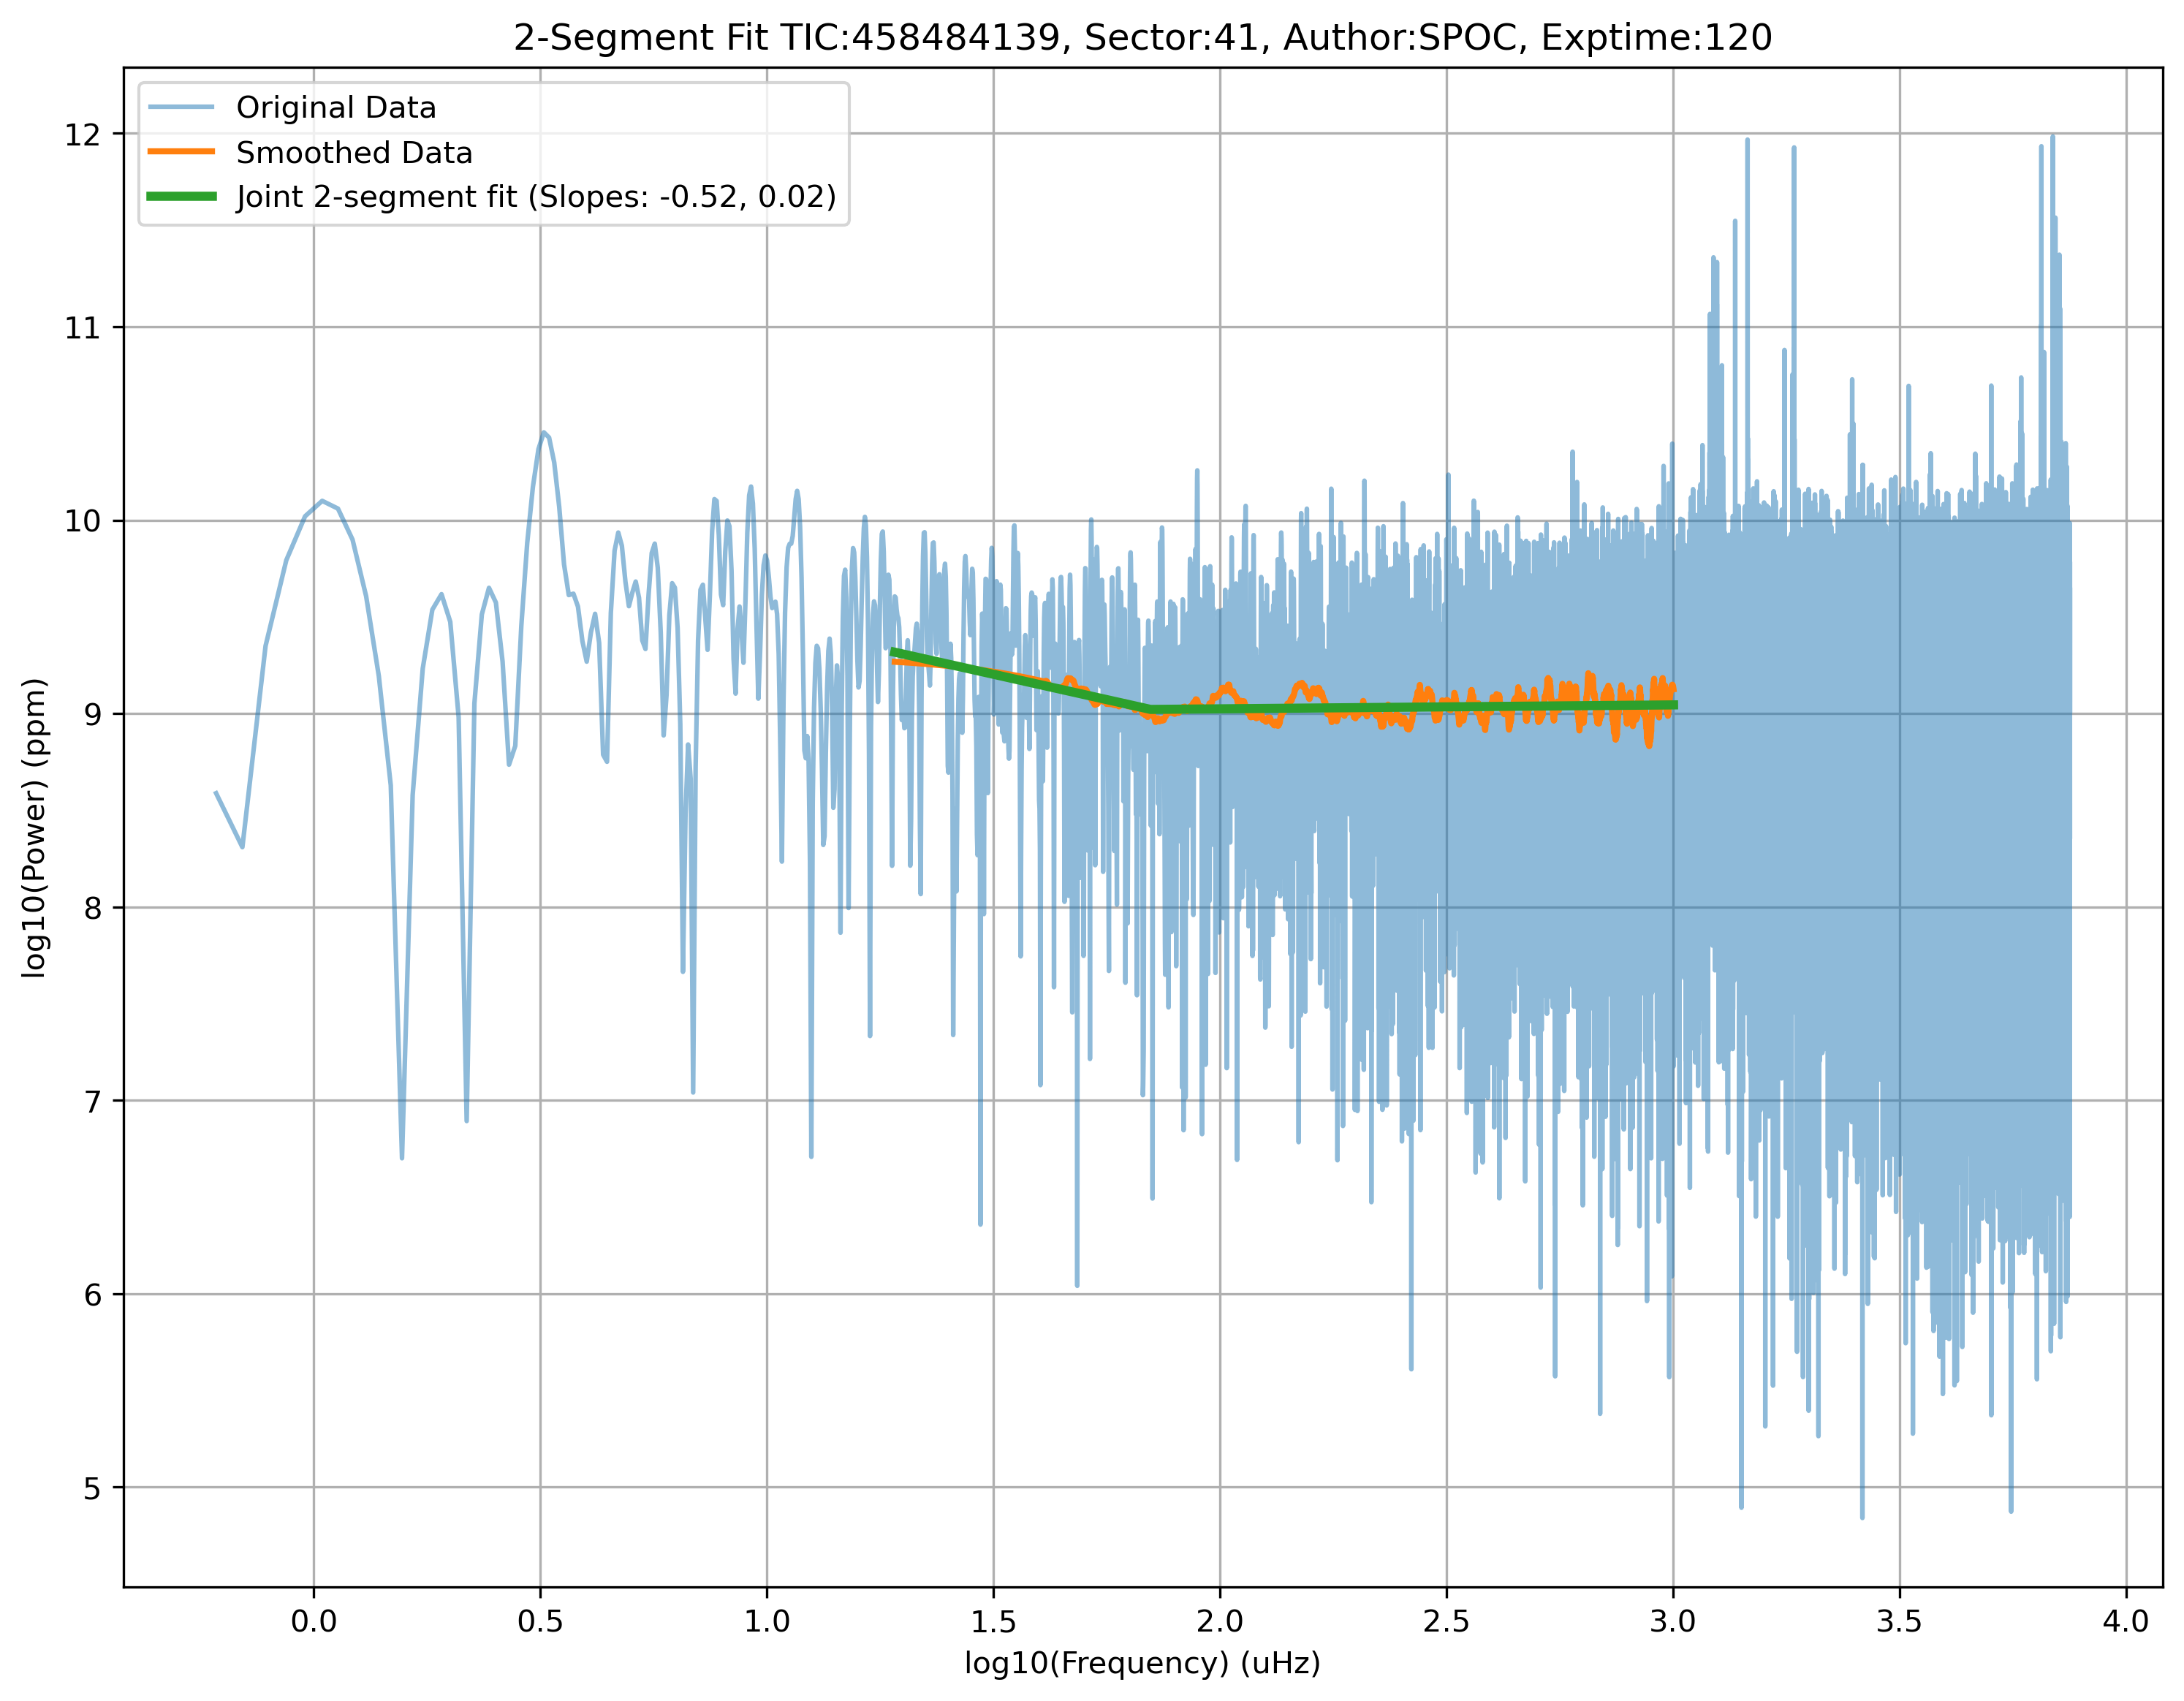 2-Segment Fit TIC:458484139, Sector:41, Author:SPOC, Exptime:120
Original Data
Smoothed Data
Joint 2-segment fit (Slopes: -0.52, 0.02)
12
11
10
9
8
7
6
5
log10(Power) (ppm)
0.0 0.5 1.0 1.5 2.0 2.5 3.0 3.5 4.0
log10(Frequency) (uHz)